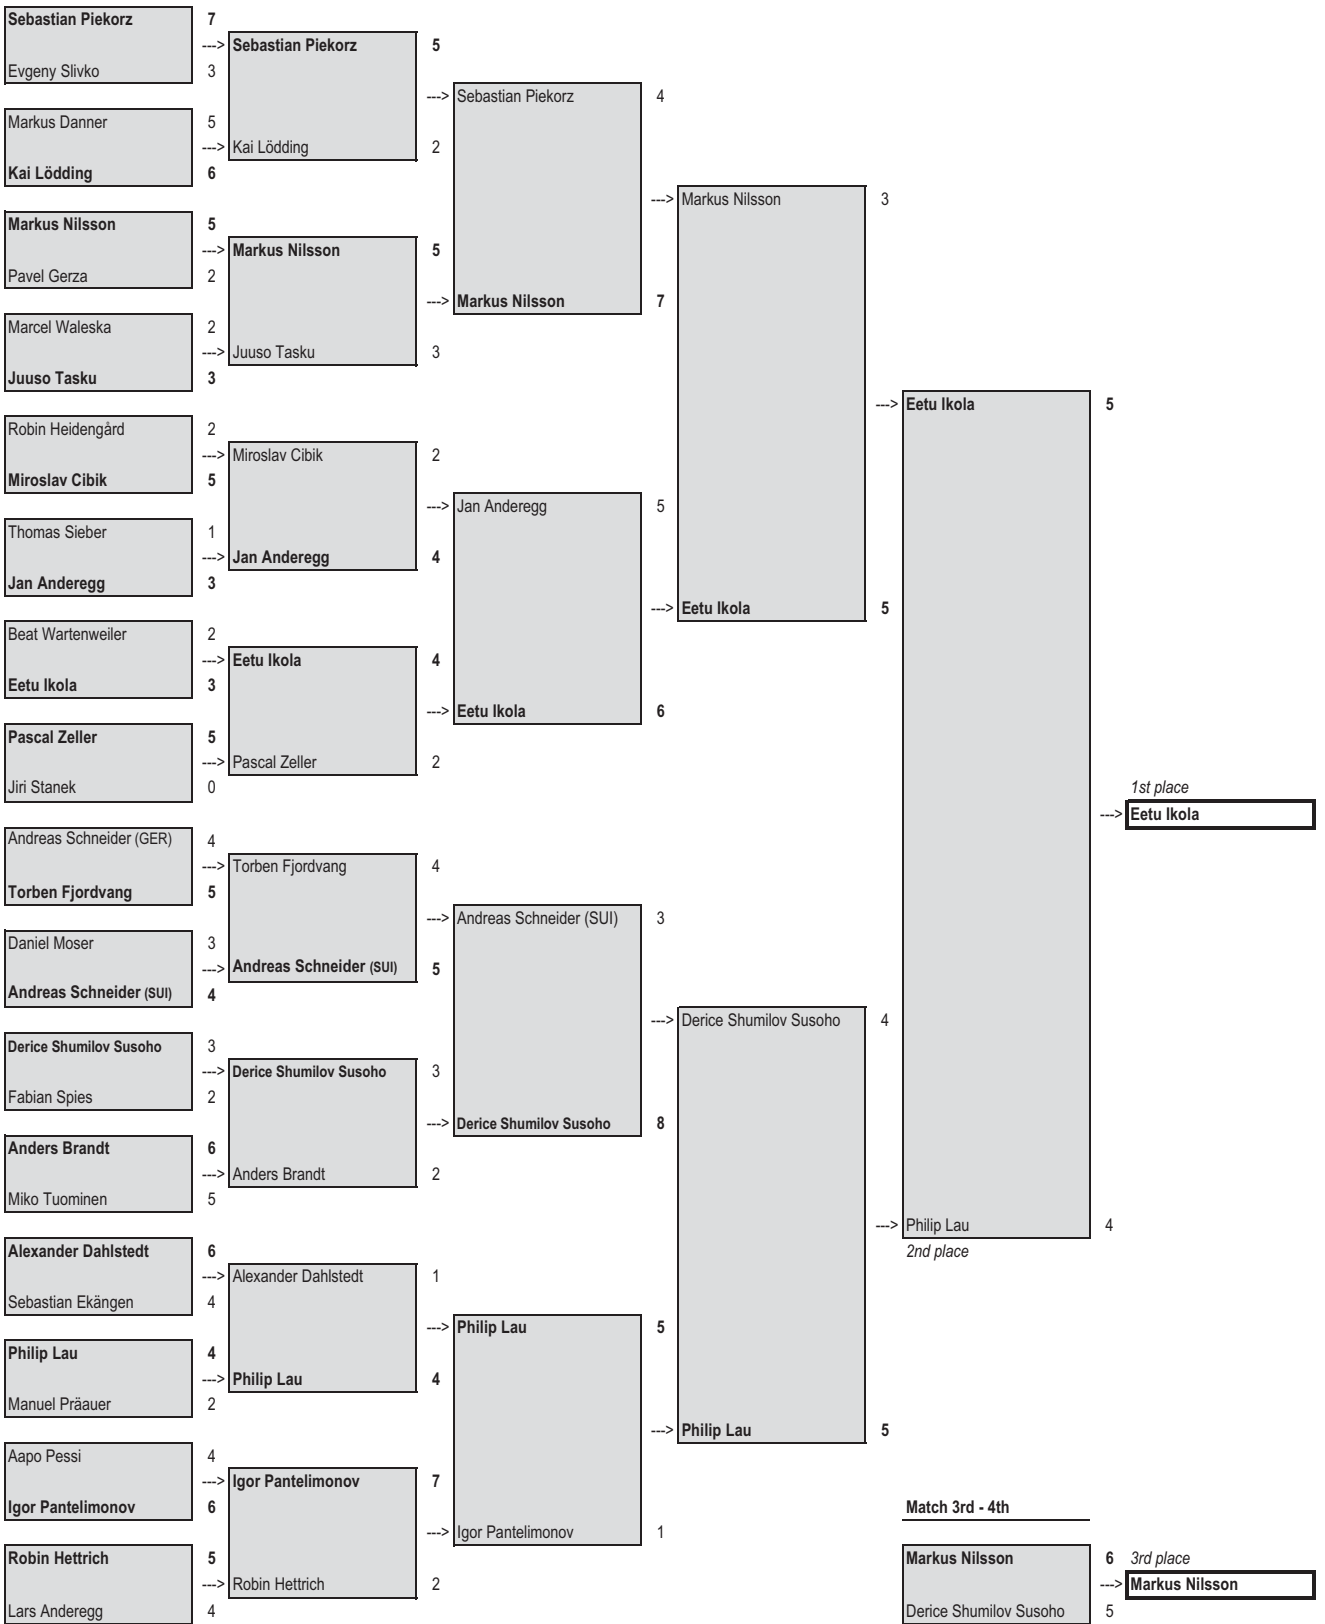 Sebastian Piekorz 7
---> Sebastian Piekorz 5
Evgeny Slivko 3
---> Sebastian Piekorz 4
Markus Danner 5
---> Kai Lödding 2
Kai Lödding 6
---> Markus Nilsson 3
Markus Nilsson 5
---> Markus Nilsson 5
Pavel Gerza 2
---> Markus Nilsson 7
Marcel Waleska 2
---> Juuso Tasku 3
Juuso Tasku 3
---> Eetu Ikola 5
Robin Heidengård 2
---> Miroslav Cibik 2
Miroslav Cibik 5
---> Jan Anderegg 5
Thomas Sieber 1
---> Jan Anderegg 4
Jan Anderegg 3
---> Eetu Ikola 5
Beat Wartenweiler 2
---> Eetu Ikola 4
Eetu Ikola 3
---> Eetu Ikola 6
Pascal Zeller 5
---> Pascal Zeller 2
Jiri Stanek 0
1st place
---> Eetu Ikola
Andreas Schneider (GER) 4
---> Torben Fjordvang 4
Torben Fjordvang 5
---> Andreas Schneider (SUI) 3
Daniel Moser 3
---> Andreas Schneider (SUI) 5
Andreas Schneider (SUI) 4
---> Derice Shumilov Susoho 4
Derice Shumilov Susoho 3
---> Derice Shumilov Susoho 3
Fabian Spies 2
---> Derice Shumilov Susoho 8
Anders Brandt 6
---> Anders Brandt 2
Miko Tuominen 5
---> Philip Lau 4
Alexander Dahlstedt 6
2nd place
---> Alexander Dahlstedt 1
Sebastian Ekängen 4
---> Philip Lau 5
Philip Lau 4
---> Philip Lau 4
Manuel Präauer 2
---> Philip Lau 5
Aapo Pessi 4
---> Igor Pantelimonov 7
Igor Pantelimonov 6
Match 3rd - 4th
---> Igor Pantelimonov 1
Robin Hettrich 5
Markus Nilsson 6 3rd place
---> Robin Hettrich 2
---> Markus Nilsson
Lars Anderegg 4
Derice Shumilov Susoho 5